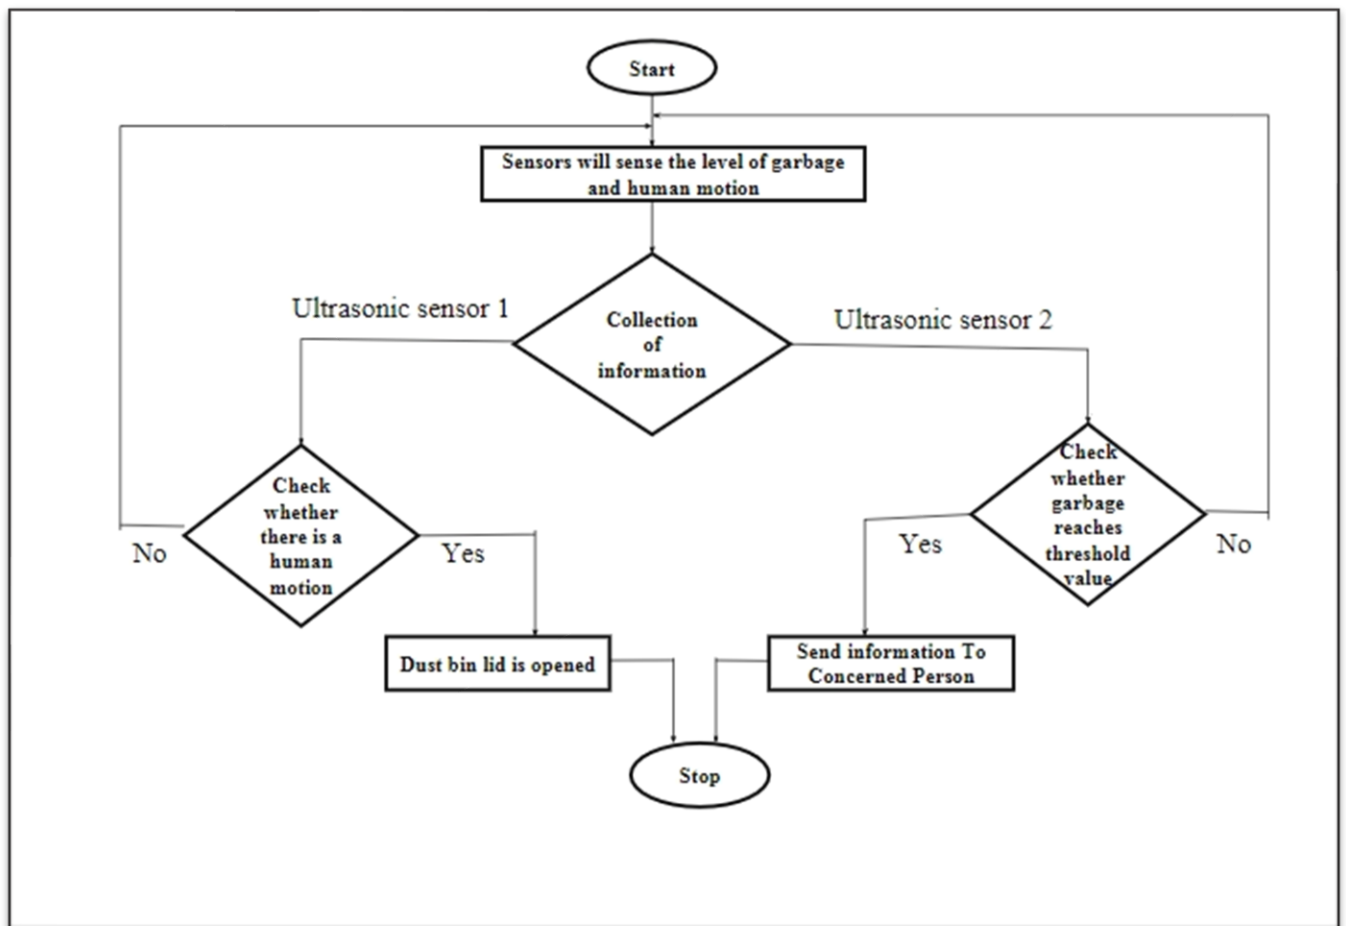 Start
Sensors will sense the level of garbage
and human motion
Ultrasonic sensor 1
Collection
of
information
Ultrasonic sensor 2
Check
whether
there is a
human
motion
No
Yes
Check
whether
garbage
reaches
threshold
value
Yes
No
Dust bin lid is opened
Send information To
Concerned Person
Stop